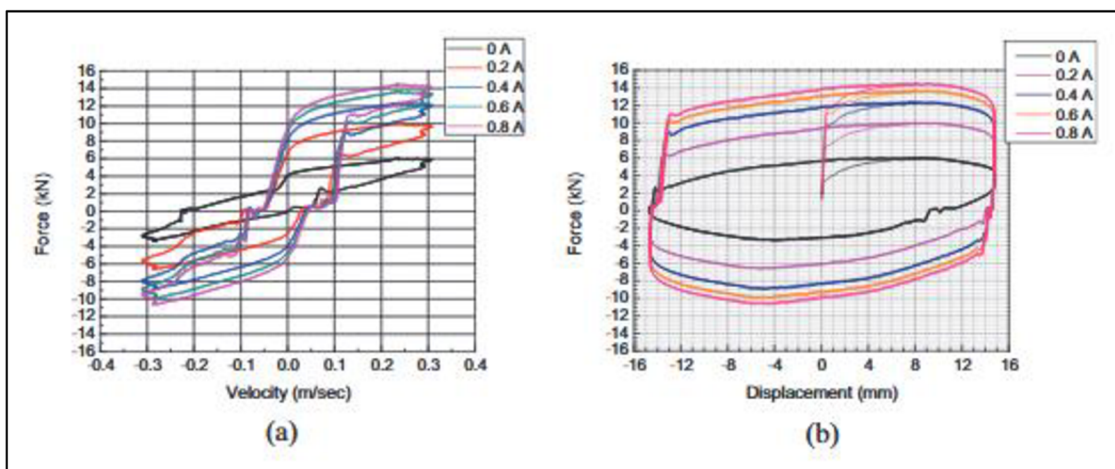 0 A
0.2 A
0.4 A
0.6 A
0.8 A
16
14
12
10
8
6
4
2
0
-2
-4
-6
-8
-10
-12
-14
-16
Force (kN)
-0.4 -0.3 -0.2 -0.1 0.0 0.1 0.2 0.3 0.4
Velocity (m/sec)
(a)
0 A
0.2 A
0.4 A
0.6 A
0.8 A
16
14
12
10
8
6
4
2
0
-2
-4
-6
-8
-10
-12
-14
-16
Force (kN)
-16 -12 -8 -4 0 4 8 12 16
Displacement (mm)
(b)